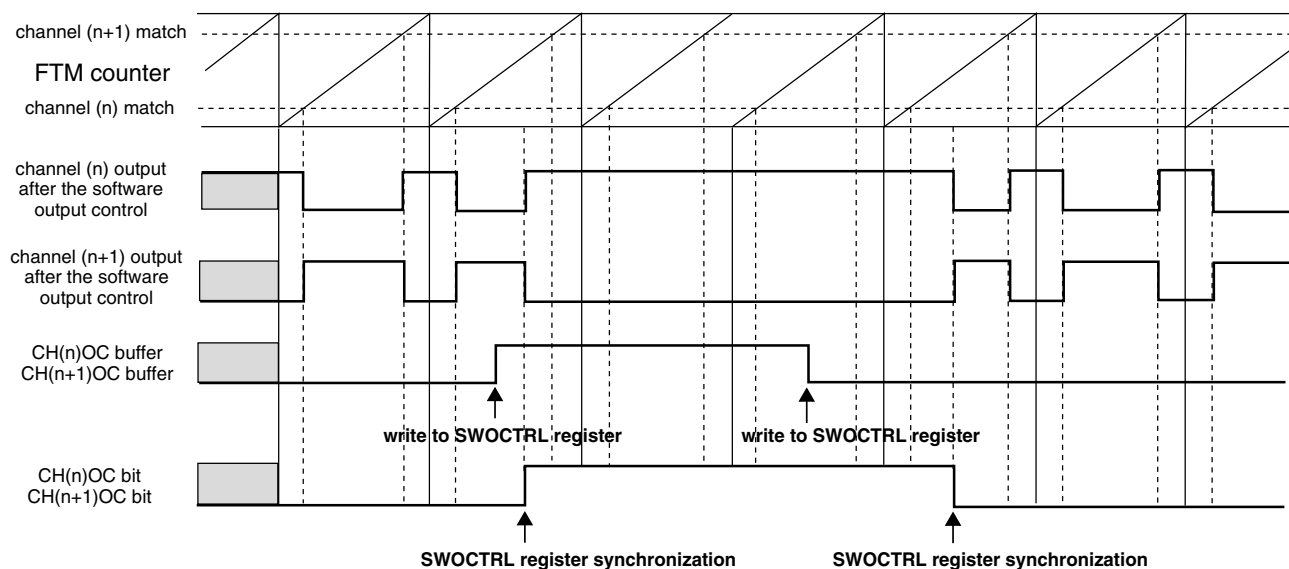 channel (n+1) match
FTM counter
channel (n) match
channel (n) output
after the software
output control
channel (n+1) output
after the software
output control
CH(n)OC buffer
CH(n+1)OC buffer
write to SWOCTRL register
write to SWOCTRL register
CH(n)OC bit
CH(n+1)OC bit
SWOCTRL register synchronization
SWOCTRL register synchronization